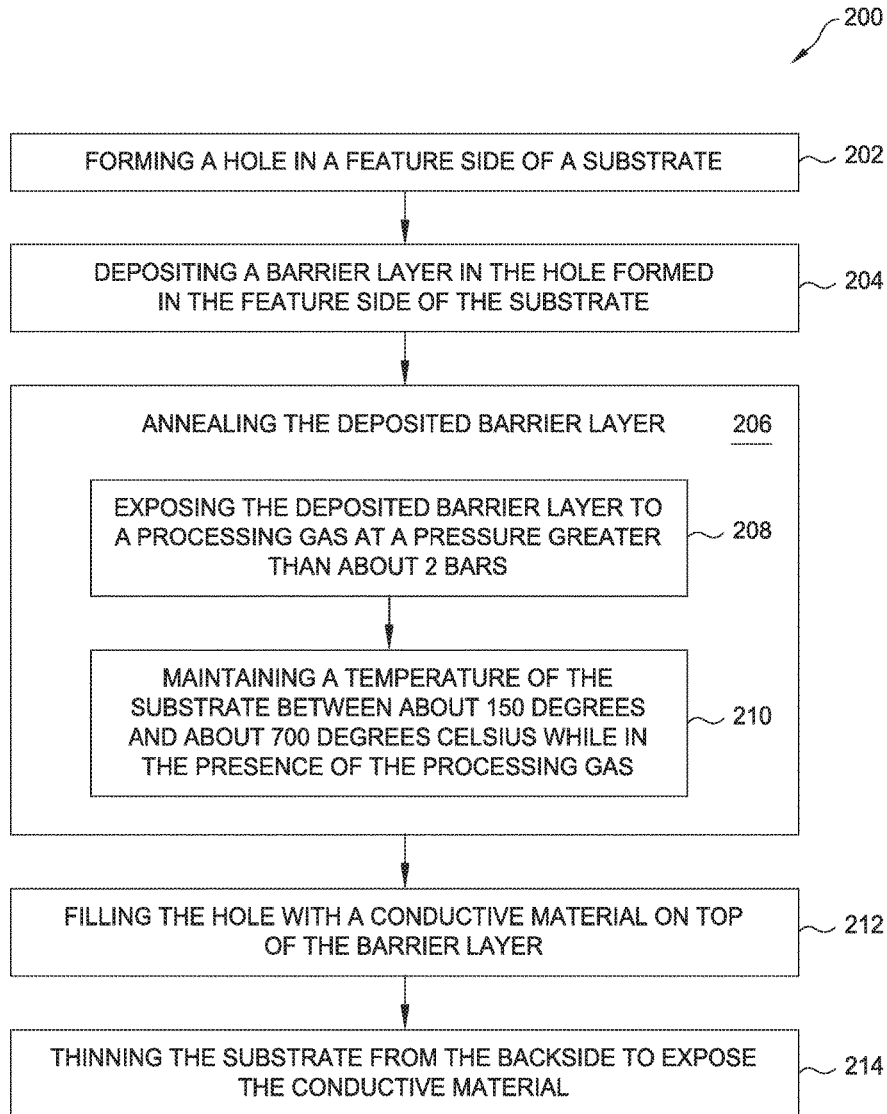 200
FORMING A HOLE IN A FEATURE SIDE OF A SUBSTRATE
202
DEPOSITING A BARRIER LAYER IN THE HOLE FORMED
IN THE FEATURE SIDE OF THE SUBSTRATE
204
ANNEALING THE DEPOSITED BARRIER LAYER
206
EXPOSING THE DEPOSITED BARRIER LAYER TO
A PROCESSING GAS AT A PRESSURE GREATER
THAN ABOUT 2 BARS
208
MAINTAINING A TEMPERATURE OF THE
SUBSTRATE BETWEEN ABOUT 150 DEGREES
AND ABOUT 700 DEGREES CELSIUS WHILE IN
THE PRESENCE OF THE PROCESSING GAS
210
FILLING THE HOLE WITH A CONDUCTIVE MATERIAL ON TOP
OF THE BARRIER LAYER
212
THINNING THE SUBSTRATE FROM THE BACKSIDE TO EXPOSE
THE CONDUCTIVE MATERIAL
214